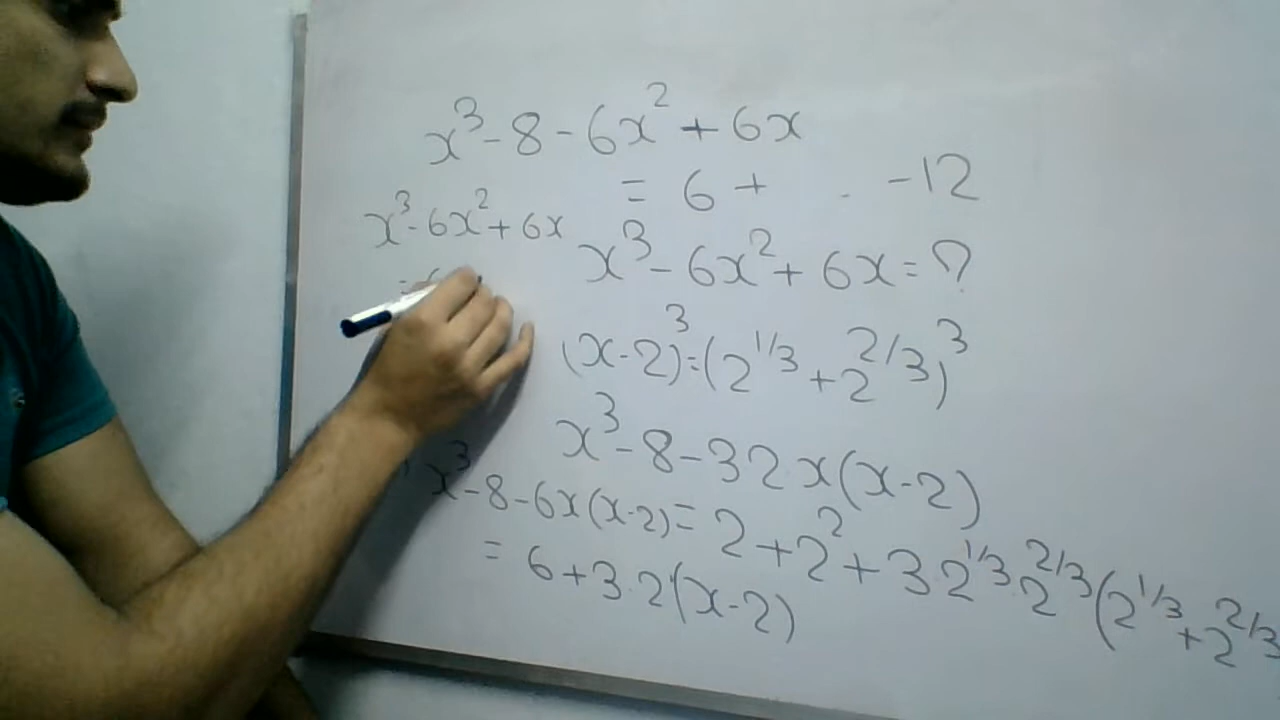 x³-8-6x²+6x
= 6+ -12
x³-6x²+6x
= 6
x³-6x²+6x=?
(x-2)³=(2^1/3+2^2/3)³
x³-8-32x(x-2)
x³-8-6x(x-2)=2+2²+3.2^1/3.2^2/3(2^1/3+2^2/3
= 6+3.2(x-2)